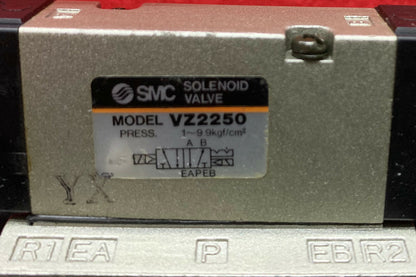 SMC SOLENOID VALVE
MODEL VZ2250
PRESS. 1~9.9kgf/cm²
A B
EAPEB
YX
R1 EA P EB R2